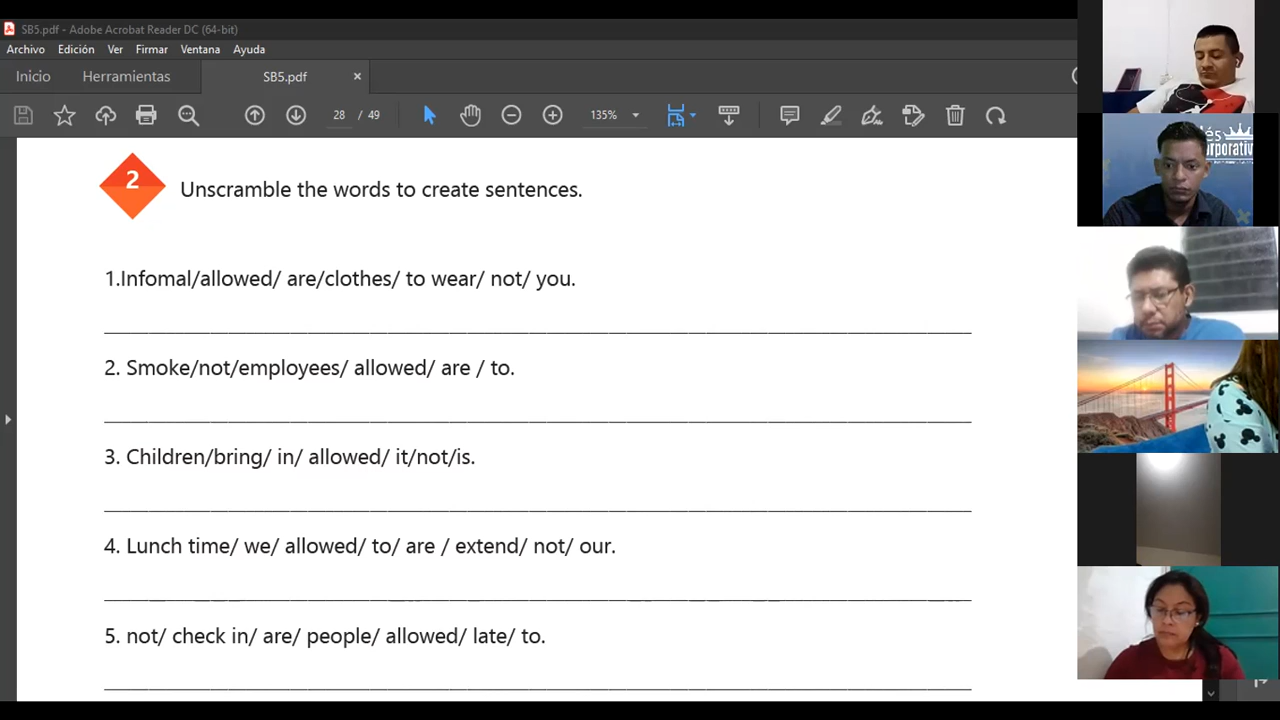 SB5.pdf - Adobe Acrobat Reader DC (64-bit)
Archivo Edición Ver Firmar Ventana Ayuda
Inicio Herramientas SB5.pdf ×
28 / 49 135%
2 Unscramble the words to create sentences.
1.Infomal/allowed/ are/clothes/ to wear/ not/ you.
2. Smoke/not/employees/ allowed/ are / to.
3. Children/bring/ in/ allowed/ it/not/is.
4. Lunch time/ we/ allowed/ to/ are / extend/ not/ our.
5. not/ check in/ are/ people/ allowed/ late/ to.